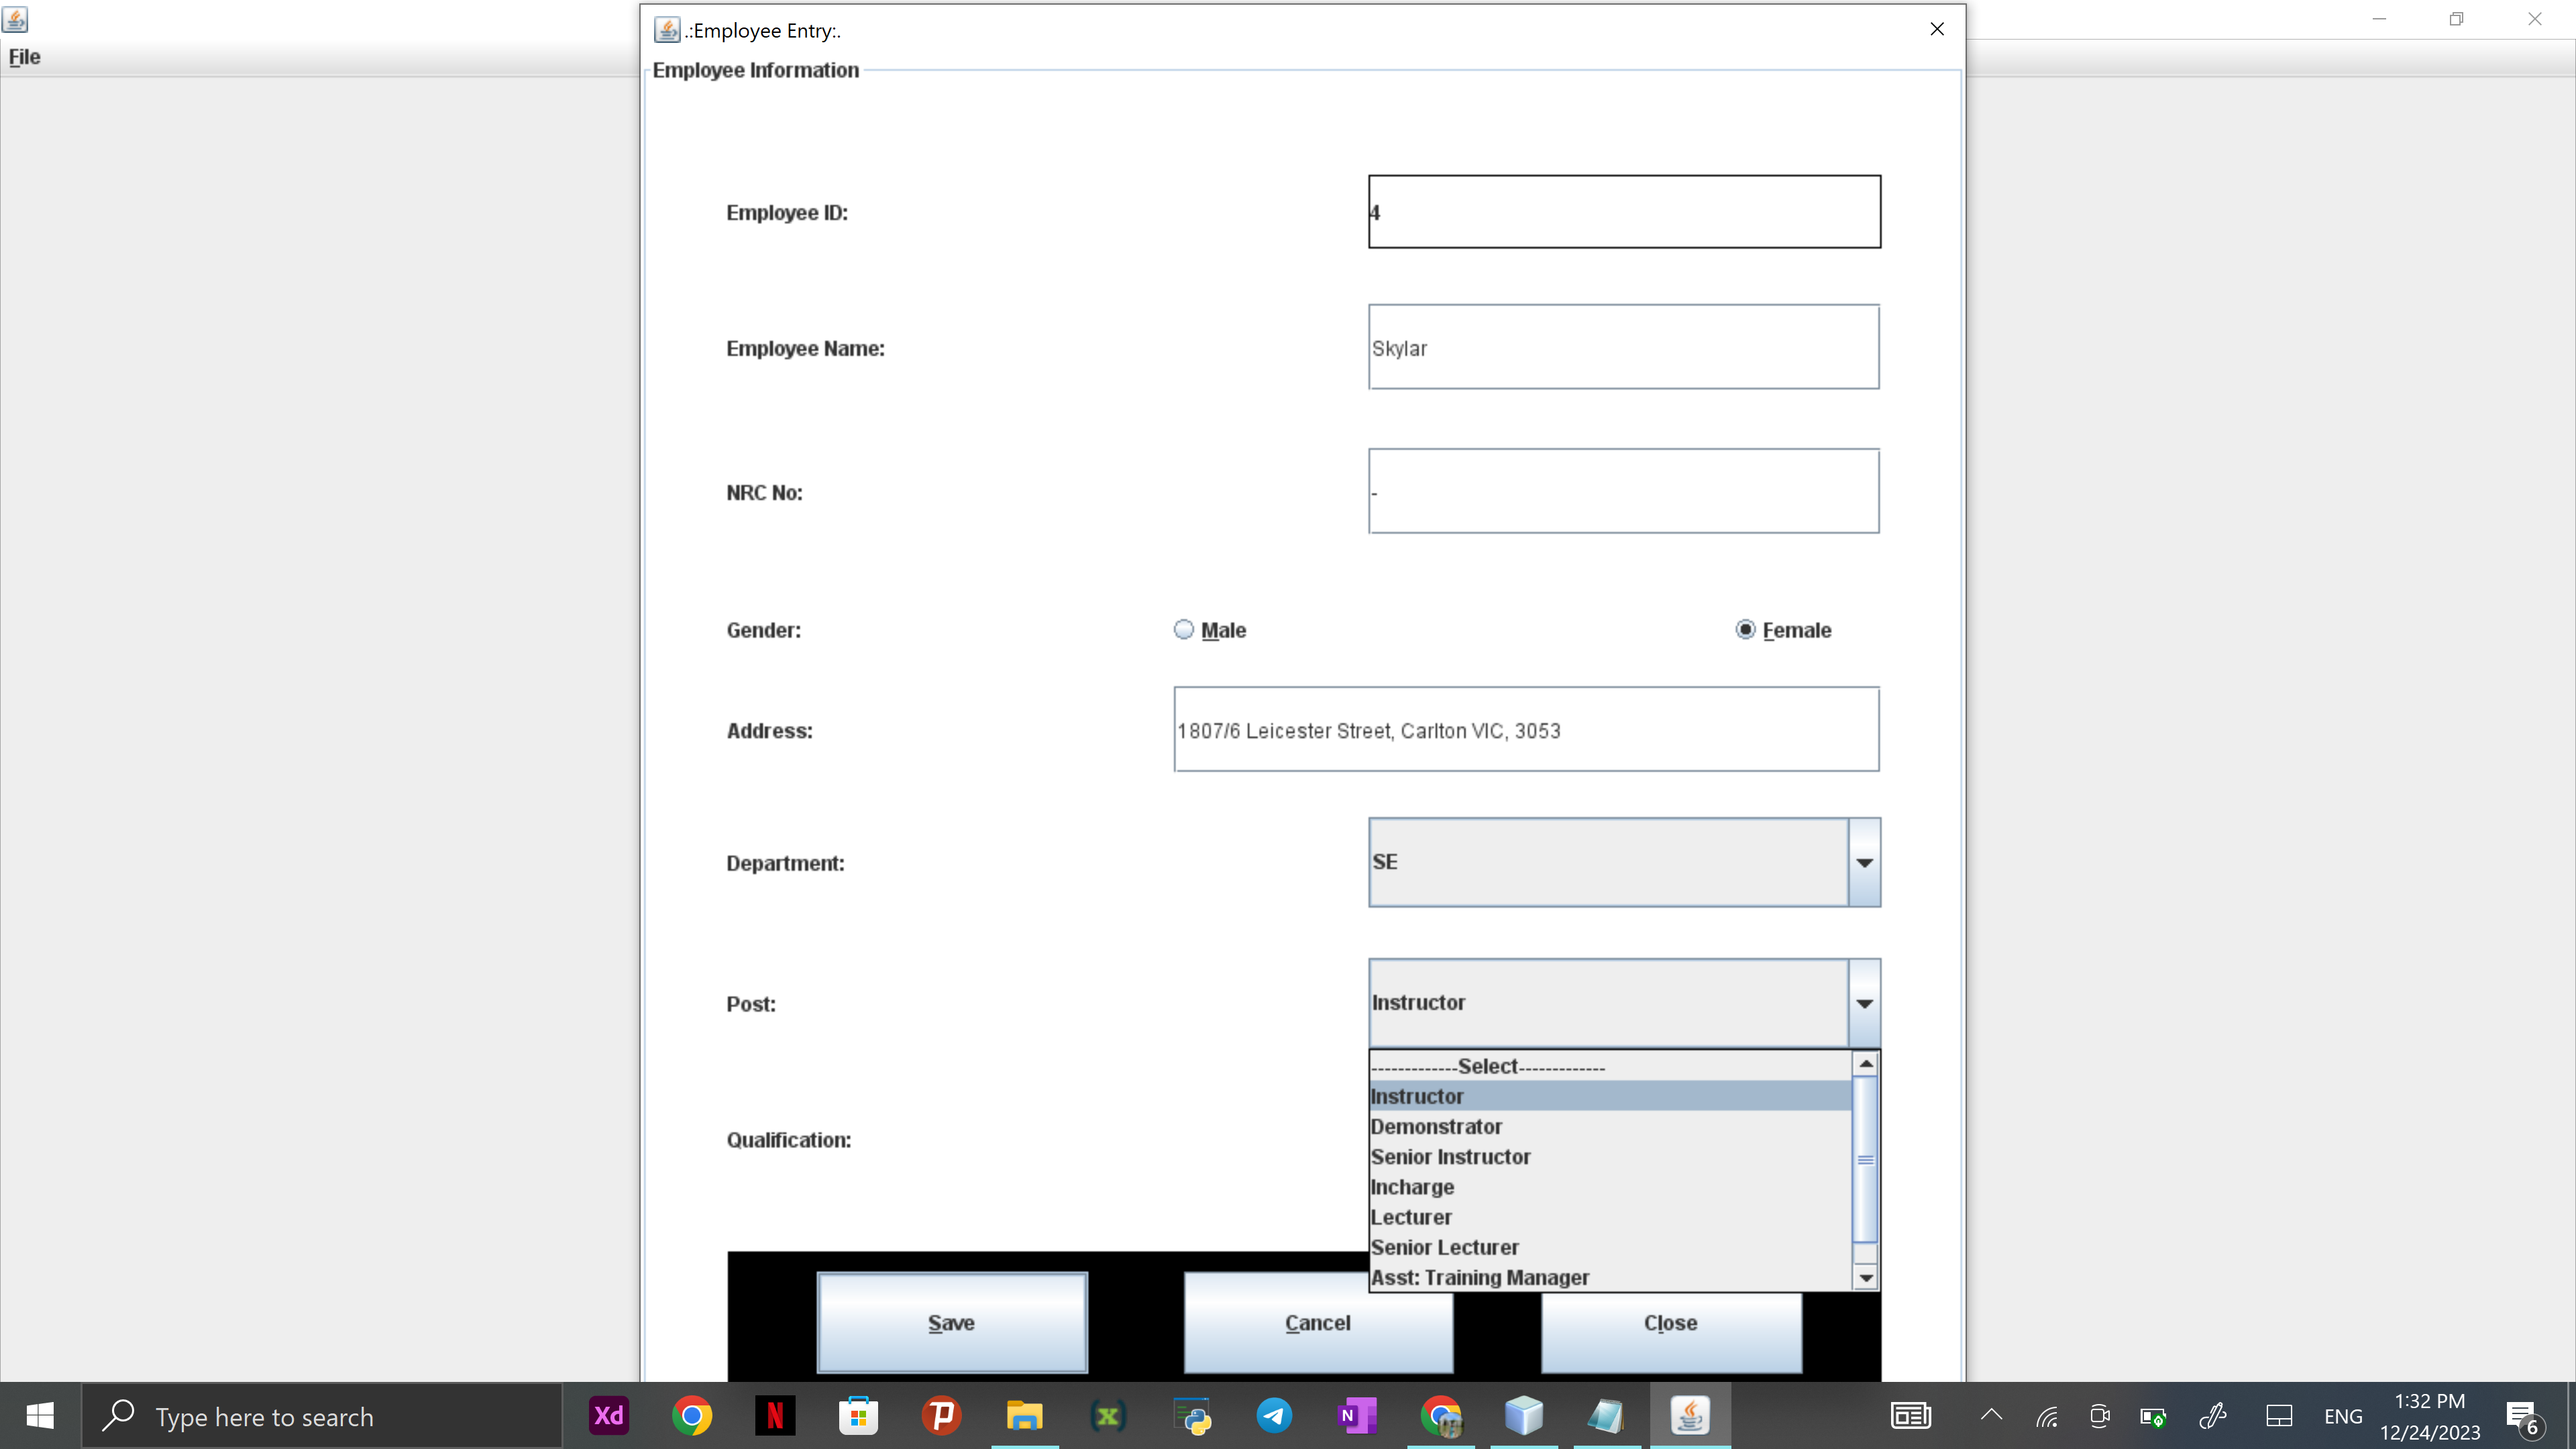 .:Employee Entry:.
File
Employee Information
Employee ID:
4
Employee Name:
Skylar
NRC No:
-
Gender:
Male
Female
Address:
1807/6 Leicester Street, Carlton VIC, 3053
Department:
SE
Post:
Instructor
-------------Select-------------
Instructor
Demonstrator
Senior Instructor
Incharge
Lecturer
Senior Lecturer
Asst: Training Manager
Qualification:
Save
Cancel
Close
Type here to search
Xd
N
N
ENG
1:32 PM
12/24/2023
6